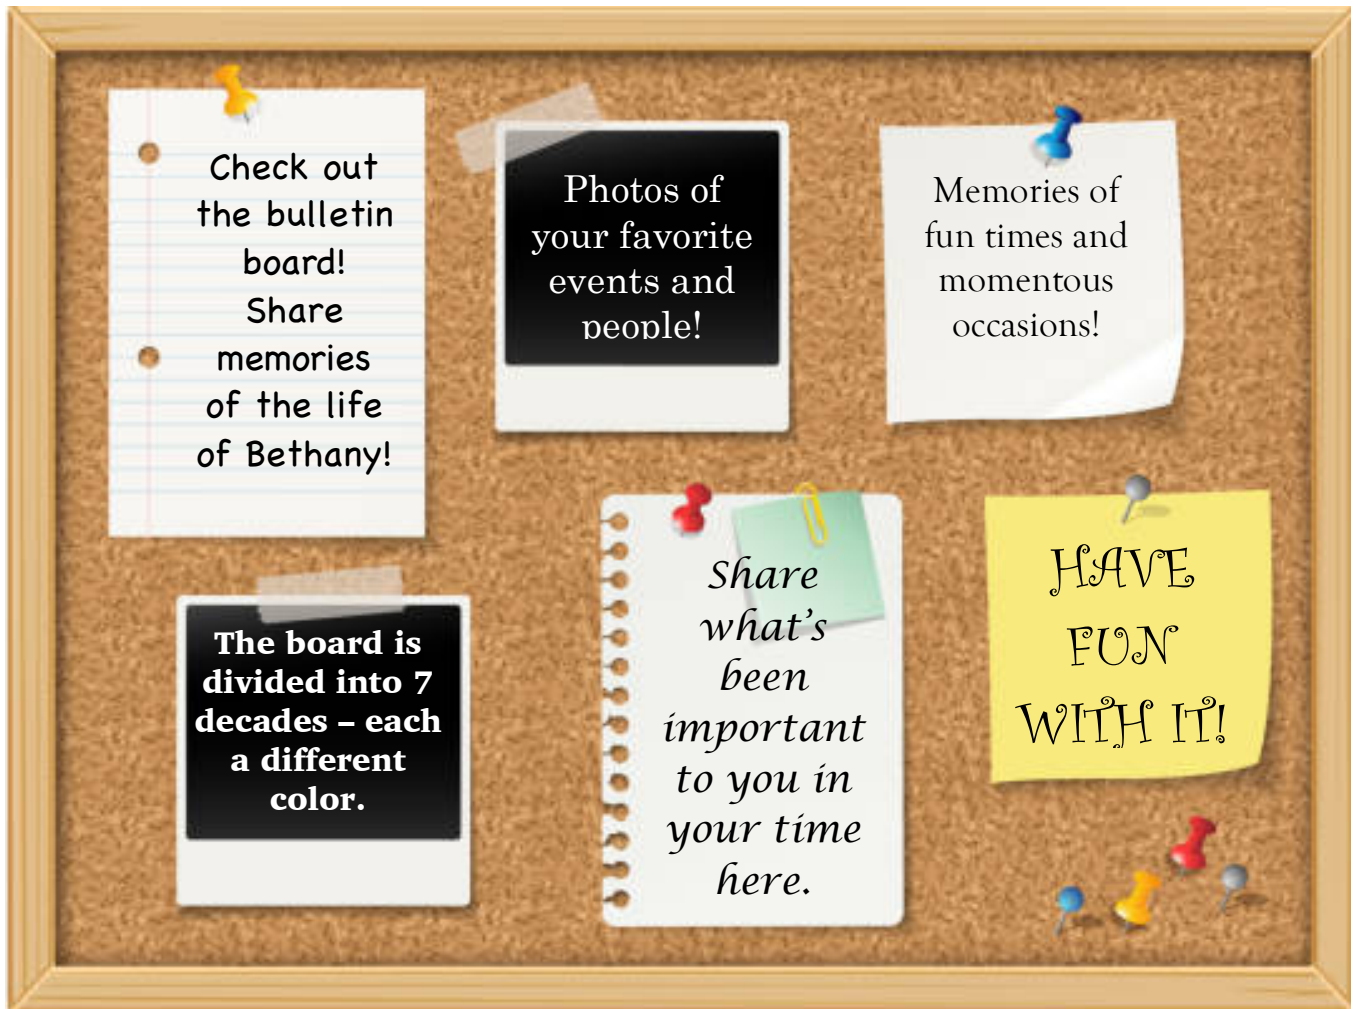 Check out
the bulletin
board!
Share
memories
of the life
of Bethany!
Photos of
your favorite
events and
people!
Memories of
fun times and
momentous
occasions!
The board is
divided into 7
decades – each
a different
color.
Share
what's
been
important
to you in
your time
here.
HAVE
FUN
WITH IT!